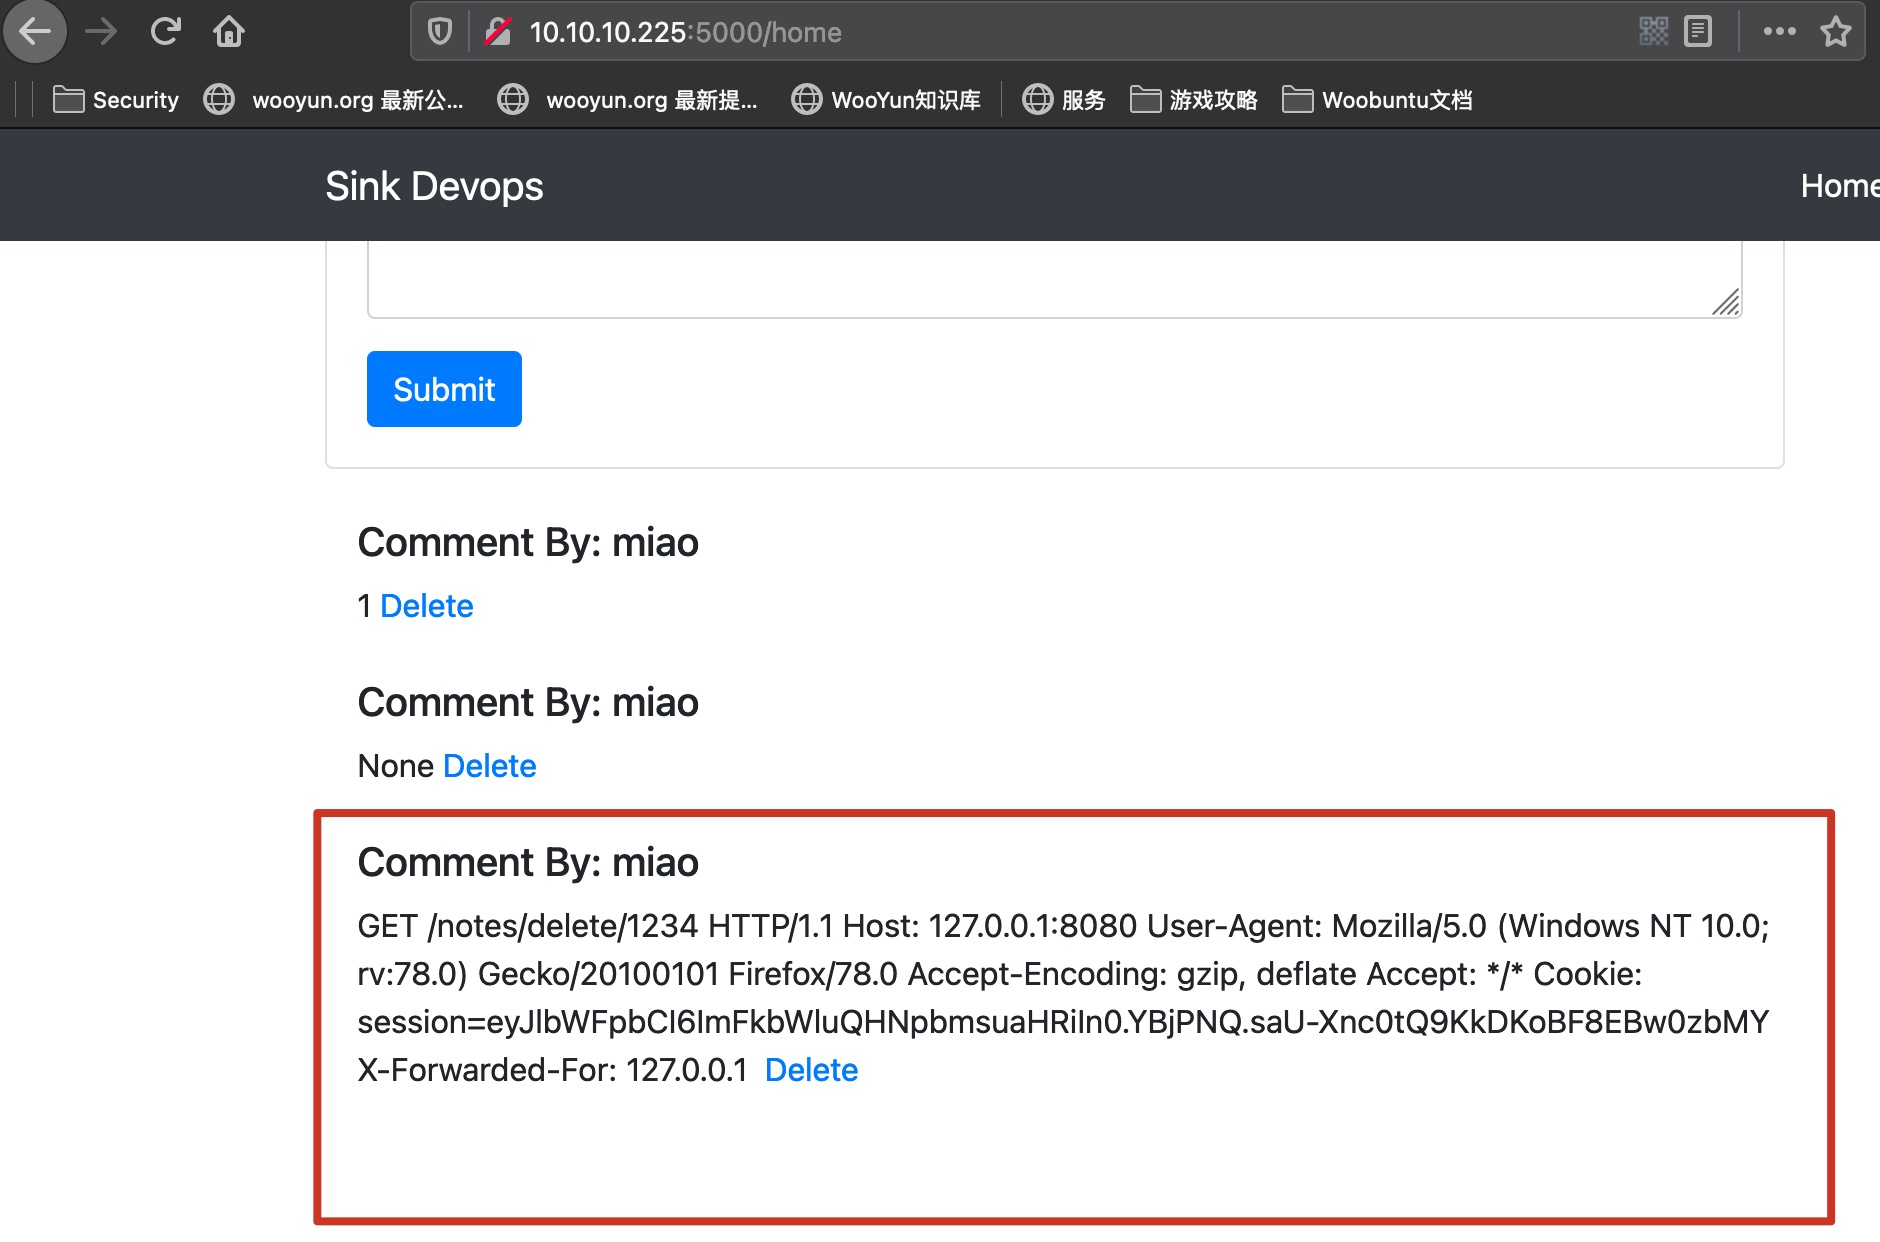 10.10.10.225:5000/home
Security wooyun.org 最新公... wooyun.org 最新提... WooYun知识库 服务 游戏攻略 Woobuntu文档
Sink Devops Home
Submit
Comment By: miao
1 Delete
Comment By: miao
None Delete
Comment By: miao
GET /notes/delete/1234 HTTP/1.1 Host: 127.0.0.1:8080 User-Agent: Mozilla/5.0 (Windows NT 10.0;
rv:78.0) Gecko/20100101 Firefox/78.0 Accept-Encoding: gzip, deflate Accept: */* Cookie:
session=eyJlbWFpbCI6ImFkbWluQHNpbmsuaHRiIn0.YBjPNQ.saU-Xnc0tQ9KkDKoBF8EBw0zbMY
X-Forwarded-For: 127.0.0.1 Delete